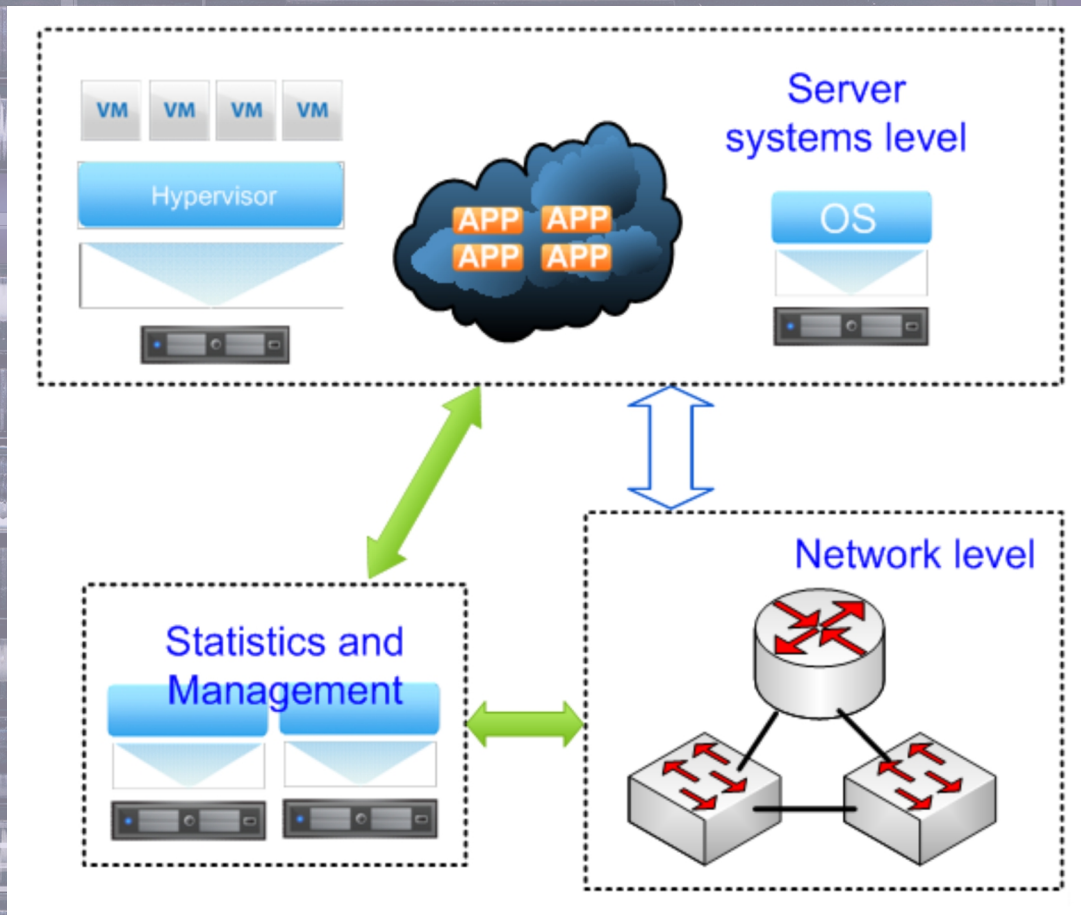 Server
systems level
VM VM VM VM
Hypervisor
APP APP
APP APP
OS
Network level
Statistics and
Management